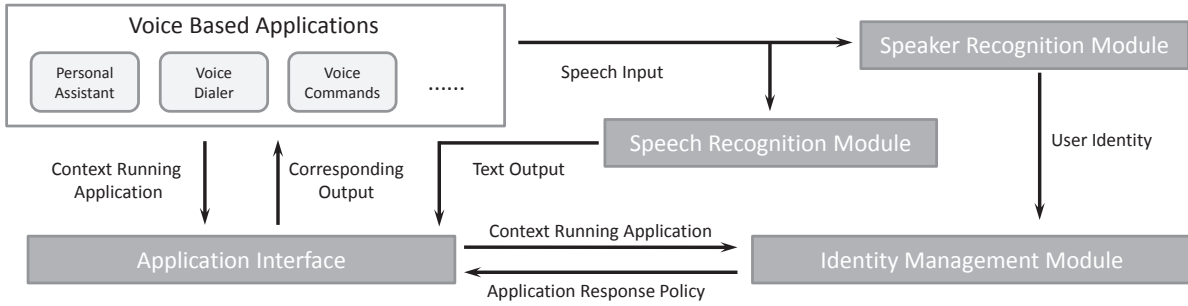 Voice Based Applications
Personal
Assistant
Voice
Dialer
Voice
Commands
......
Speech Input
Speaker Recognition Module
Speech Recognition Module
User Identity
Text Output
Context Running
Application
Corresponding
Output
Application Interface
Context Running Application
Application Response Policy
Identity Management Module